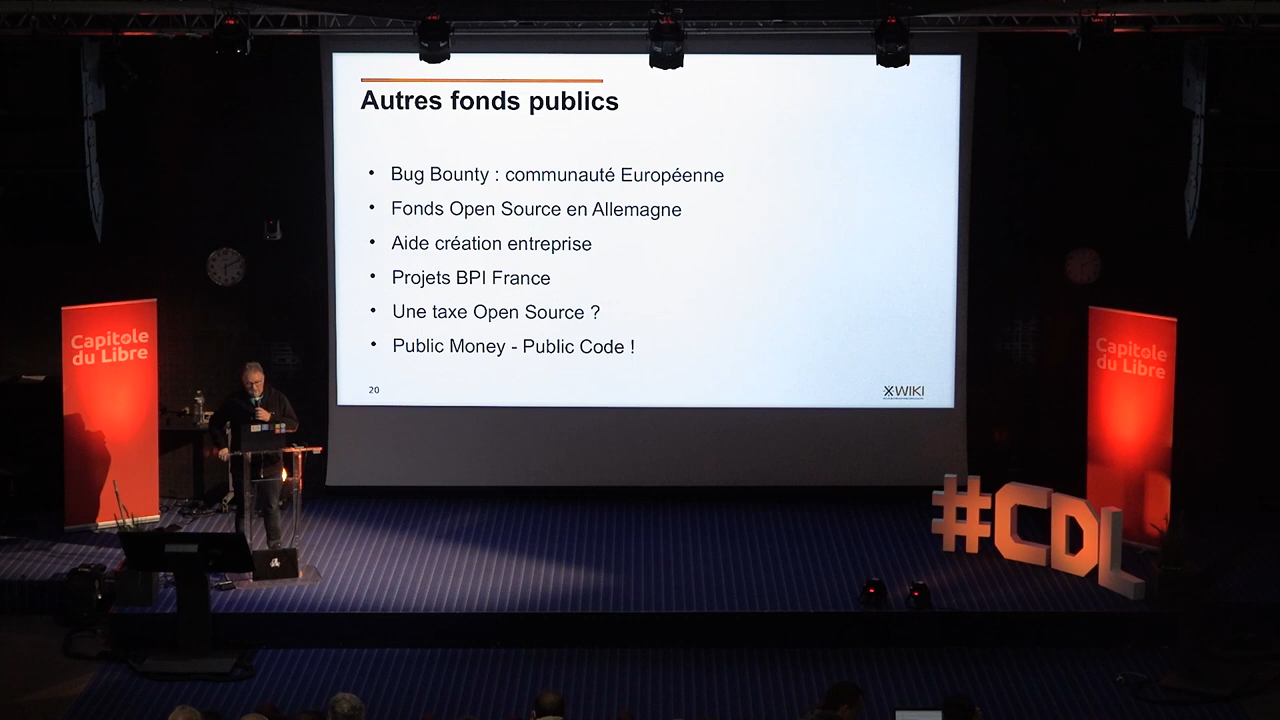 Autres fonds publics
• Bug Bounty : communauté Européenne
• Fonds Open Source en Allemagne
• Aide création entreprise
• Projets BPI France
• Une taxe Open Source ?
• Public Money - Public Code !
20
XWIKI
Capitole
du Libre
Capitole
du Libre
#CDL